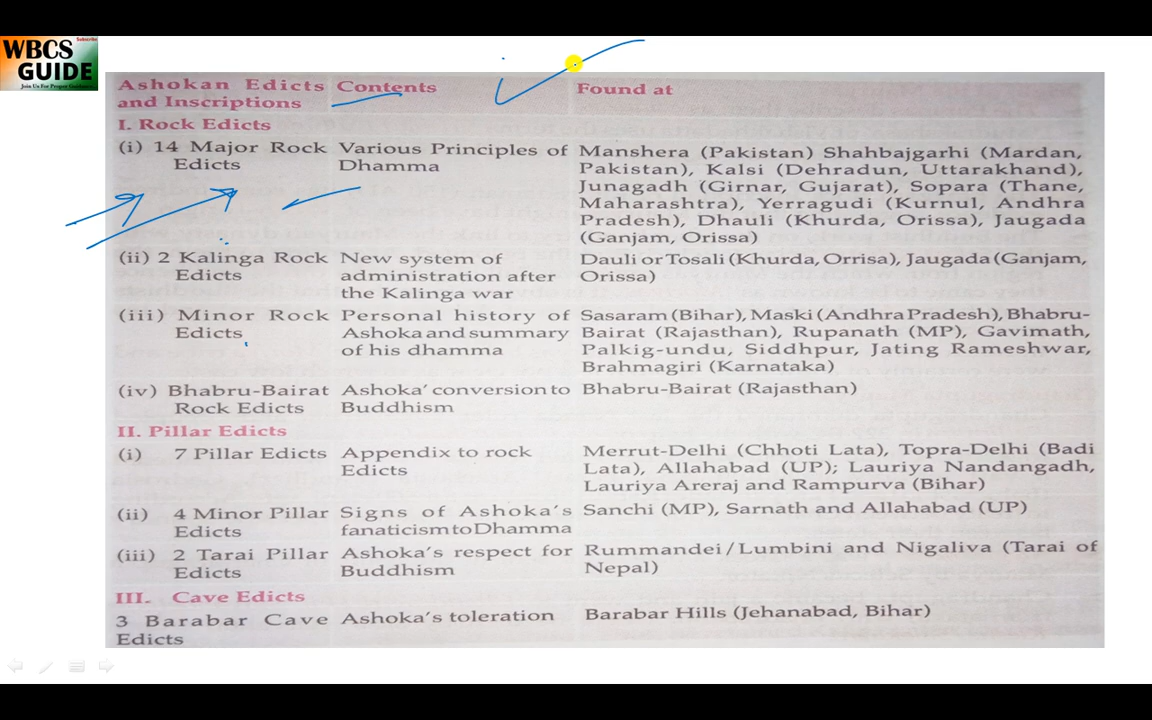 Subscribe
WBCS
GUIDE
Ashokan Edicts Contents Found at
and Inscriptions
I. Rock Edicts
(i) 14 Major Rock Various Principles of Manshera (Pakistan) Shahbajgarhi (Mardan,
Edicts Dhamma Pakistan), Kalsi (Dehradun, Uttarakhand),
Junagadh (Girnar, Gujarat), Sopara (Thane,
Maharashtra), Yerragudi (Kurnul, Andhra
Pradesh), Dhauli (Khurda, Orissa), Jaugada
(Ganjam, Orissa)
(ii) 2 Kalinga Rock New system of Dauli or Tosali (Khurda, Orrisa), Jaugada (Ganjam,
Edicts administration after Orissa)
the Kalinga war
(iii) Minor Rock Personal history of Sasaram (Bihar), Maski (Andhra Pradesh), Bhabru-
Edicts Ashoka and summary Bairat (Rajasthan), Rupanath (MP), Gavimath,
of his dhamma Palkig-undu, Siddhpur, Jating Rameshwar,
Brahmagiri (Karnataka)
(iv) Bhabru-Bairat Ashoka' conversion to Bhabru-Bairat (Rajasthan)
Rock Edicts Buddhism
II. Pillar Edicts
(i) 7 Pillar Edicts Appendix to rock Merrut-Delhi (Chhoti Lata), Topra-Delhi (Badi
Edicts Lata), Allahabad (UP); Lauriya Nandangadh,
Lauriya Areraj and Rampurva (Bihar)
(ii) 4 Minor Pillar Signs of Ashoka's Sanchi (MP), Sarnath and Allahabad (UP)
Edicts fanaticism to Dhamma
(iii) 2 Tarai Pillar Ashoka's respect for Rummandei/Lumbini and Nigaliva (Tarai of
Edicts Buddhism Nepal)
III. Cave Edicts
3 Barabar Cave Ashoka's toleration Barabar Hills (Jehanabad, Bihar)
Edicts